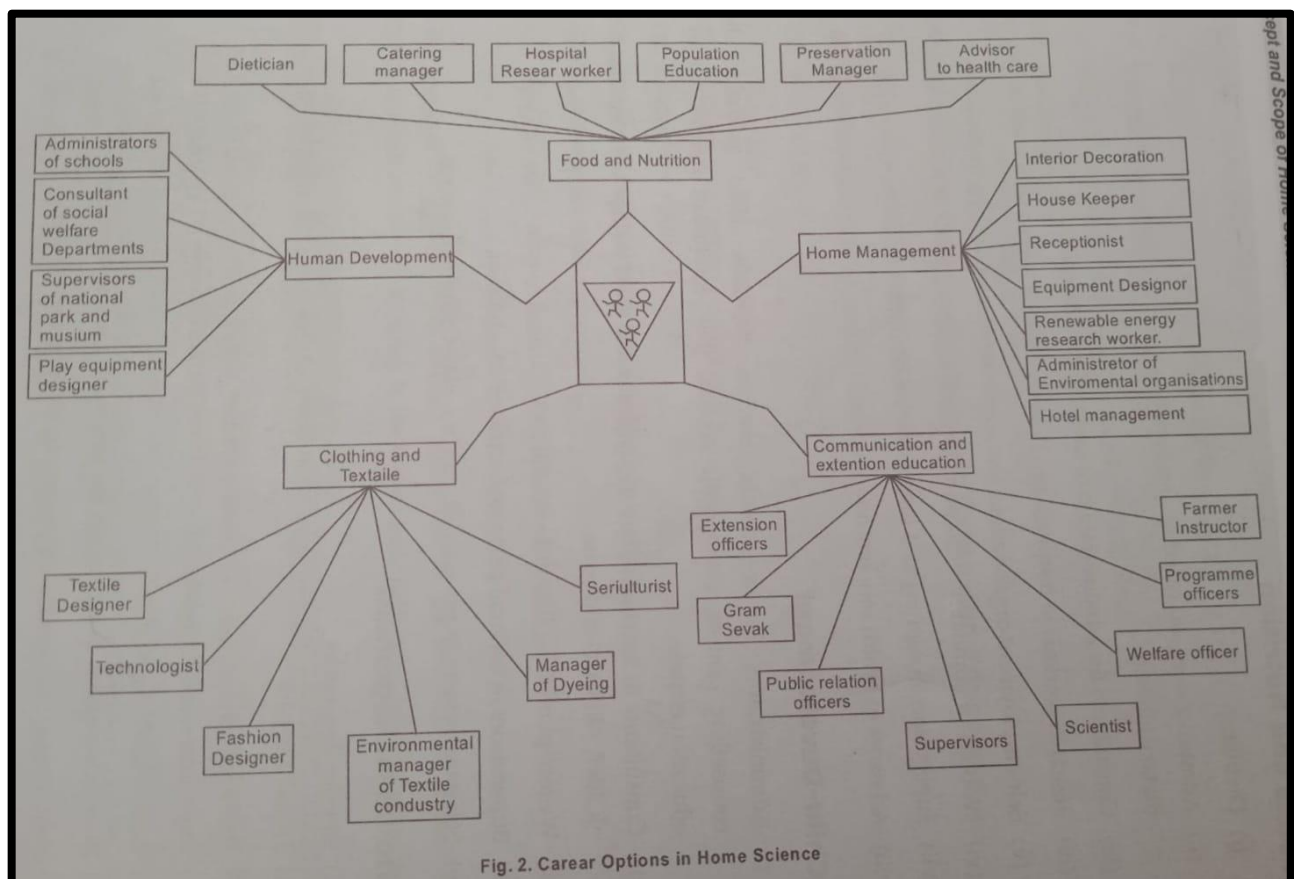 Dietician
Catering
manager
Hospital
Resear worker
Population
Education
Preservation
Manager
Advisor
to health care
Food and Nutrition
Administrators
of schools
Consultant
of social
welfare
Departments
Supervisors
of national
park and
musium
Play equipment
designer
Human Development
Home Management
Interior Decoration
House Keeper
Receptionist
Equipment Designor
Renewable energy
research worker.
Administretor of
Enviromental organisations
Hotel management
Clothing and
Textaile
Textile
Designer
Technologist
Fashion
Designer
Environmental
manager
of Textile
condustry
Manager
of Dyeing
Seriulturist
Communication and
extention education
Extension
officers
Gram
Sevak
Public relation
officers
Supervisors
Scientist
Welfare officer
Programme
officers
Farmer
Instructor
Fig. 2. Carear Options in Home Science
ept and Scope of Home